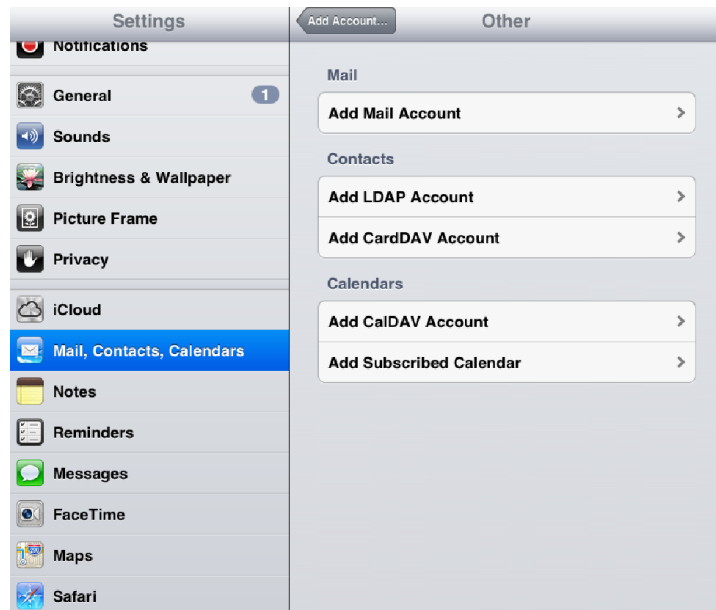 Settings
Notifications
General 1
Sounds
Brightness & Wallpaper
Picture Frame
Privacy
iCloud
Mail, Contacts, Calendars
Notes
Reminders
Messages
FaceTime
Maps
Safari
Add Account... Other
Mail
Add Mail Account
Contacts
Add LDAP Account
Add CardDAV Account
Calendars
Add CalDAV Account
Add Subscribed Calendar